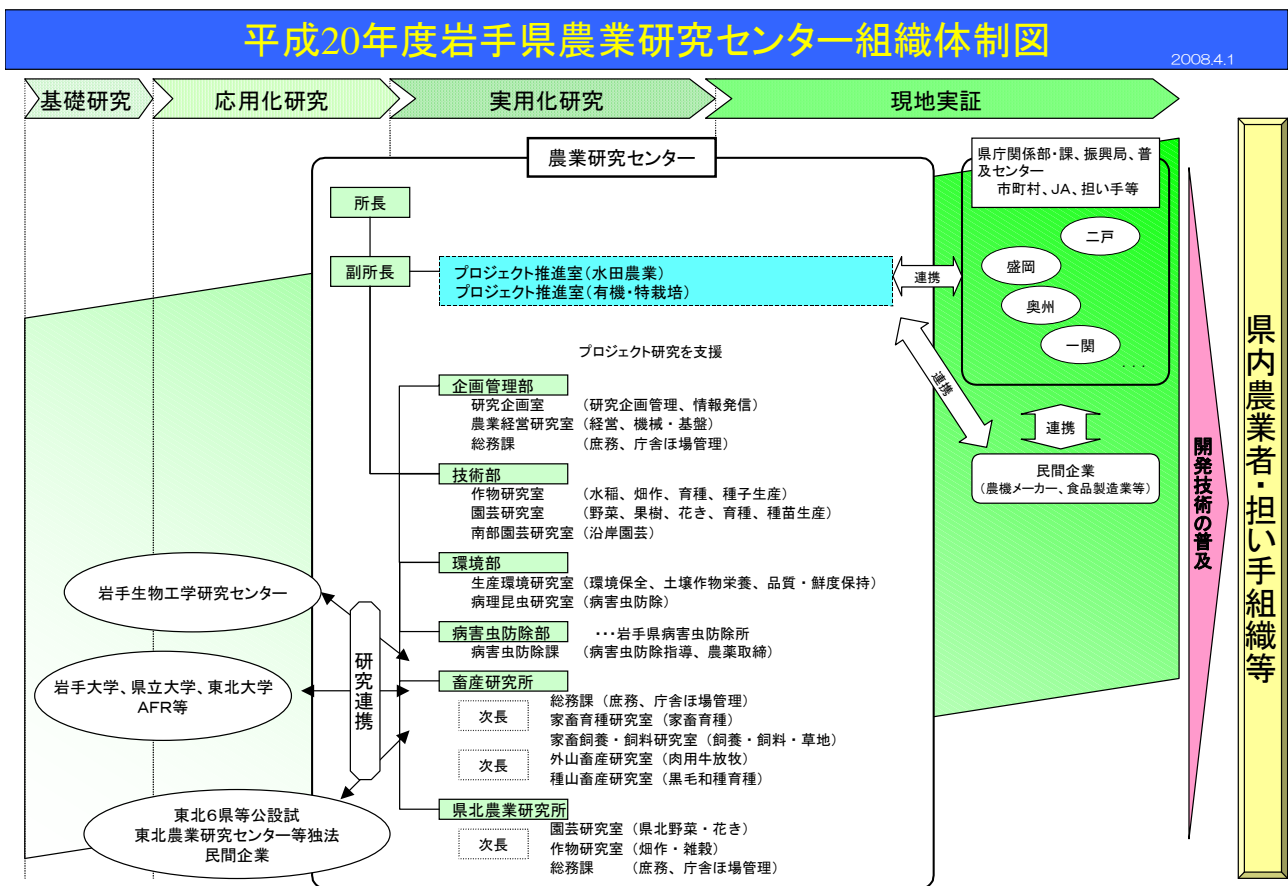 平成20年度岩手県農業研究センター組織体制図
2008.4.1
基礎研究
応用化研究
実用化研究
現地実証
農業研究センター
所長
副所長
プロジェクト推進室(水田農業)
プロジェクト推進室(有機・特栽培)
プロジェクト研究を支援
企画管理部
研究企画室 (研究企画管理、情報発信)
農業経営研究室 (経営、機械・基盤)
総務課 (庶務、庁舎ほ場管理)
技術部
作物研究室 (水稲、畑作、育種、種子生産)
園芸研究室 (野菜、果樹、花き、育種、種苗生産)
南部園芸研究室 (沿岸園芸)
環境部
生産環境研究室 (環境保全、土壌作物栄養、品質・鮮度保持)
病理昆虫研究室 (病害虫防除)
病害虫防除部 ・・・岩手県病害虫防除所
病害虫防除課 (病害虫防除指導、農薬取締)
畜産研究所
総務課 (庶務、庁舎ほ場管理)
次長 家畜育種研究室 (家畜育種)
家畜飼養・飼料研究室 (飼養・飼料・草地)
次長 外山畜産研究室 (肉用牛放牧)
種山畜産研究室 (黒毛和種育種)
県北農業研究所
園芸研究室 (県北野菜・花き)
次長 作物研究室 (畑作・雑穀)
総務課 (庶務、庁舎ほ場管理)
研究連携
岩手生物工学研究センター
岩手大学、県立大学、東北大学
AFR等
東北6県等公設試
東北農業研究センター等独法
民間企業
県庁関係部・課、振興局、普
及センター
市町村、JA、担い手等
二戸
盛岡
奥州
一関
・・・
連携
連携
連携
民間企業
(農機メーカー、食品製造業等)
開発技術の普及
県内農業者・担い手組織等